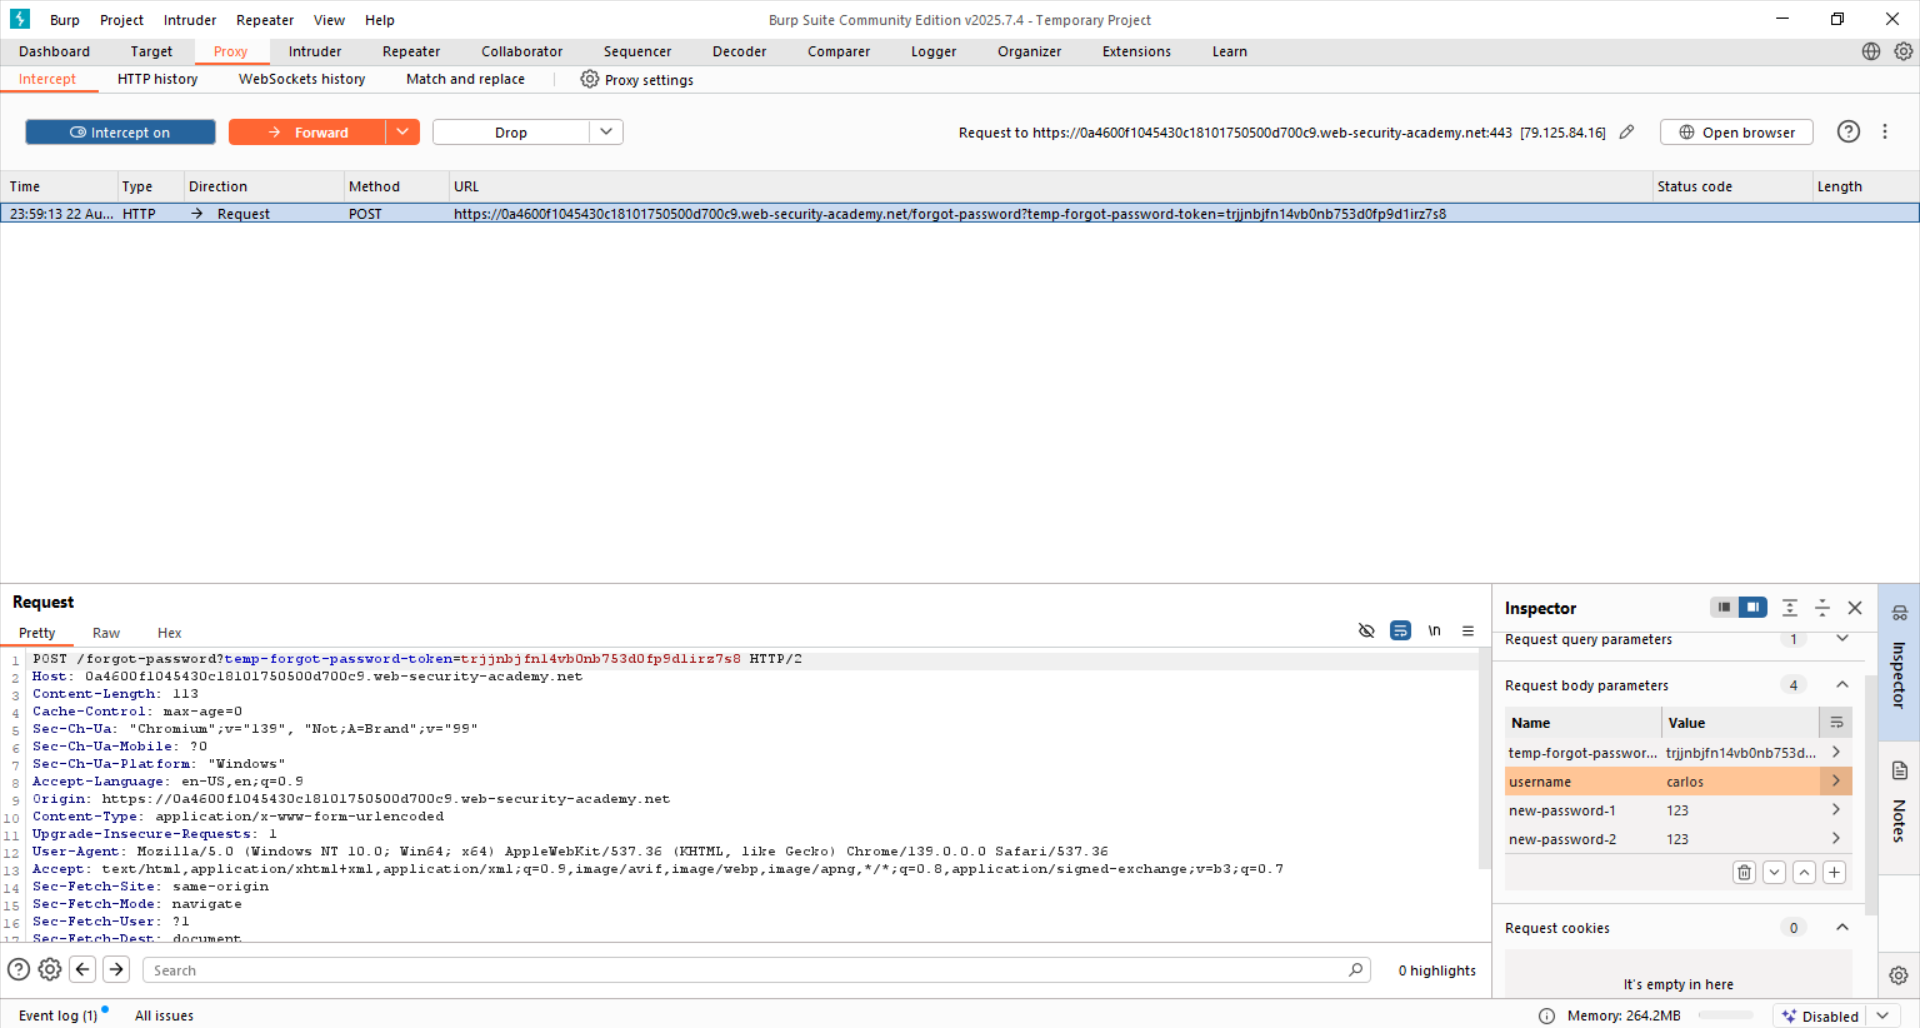 Burp Project Intruder Repeater View Help Burp Suite Community Edition v2025.7.4 - Temporary Project
Dashboard Target Proxy Intruder Repeater Collaborator Sequencer Decoder Comparer Logger Organizer Extensions Learn
Intercept HTTP history WebSockets history Match and replace Proxy settings
Intercept on Forward Drop Request to https://0a4600f1045430c18101750500d700c9.web-security-academy.net:443 [79.125.84.16] Open browser
Time Type Direction Method URL Status code Length
23:59:13 22 Au... HTTP → Request POST https://0a4600f1045430c18101750500d700c9.web-security-academy.net/forgot-password?temp-forgot-password-token=trjjnbjfn14vb0nb753d0fp9d1irz7s8
Request
Pretty Raw Hex \n
1 POST /forgot-password?temp-forgot-password-token=trjjnbjfn14vb0nb753d0fp9d1irz7s8 HTTP/2
2 Host: 0a4600f1045430c18101750500d700c9.web-security-academy.net
3 Content-Length: 113
4 Cache-Control: max-age=0
5 Sec-Ch-Ua: "Chromium";v="139", "Not;A=Brand";v="99"
6 Sec-Ch-Ua-Mobile: ?0
7 Sec-Ch-Ua-Platform: "Windows"
8 Accept-Language: en-US,en;q=0.9
9 Origin: https://0a4600f1045430c18101750500d700c9.web-security-academy.net
10 Content-Type: application/x-www-form-urlencoded
11 Upgrade-Insecure-Requests: 1
12 User-Agent: Mozilla/5.0 (Windows NT 10.0; Win64; x64) AppleWebKit/537.36 (KHTML, like Gecko) Chrome/139.0.0.0 Safari/537.36
13 Accept: text/html,application/xhtml+xml,application/xml;q=0.9,image/avif,image/webp,image/apng,*/*;q=0.8,application/signed-exchange;v=b3;q=0.7
14 Sec-Fetch-Site: same-origin
15 Sec-Fetch-Mode: navigate
16 Sec-Fetch-User: ?1
17 Sec-Fetch-Dest: document
Search 0 highlights
Inspector
Request query parameters 1
Request body parameters 4
Name Value
temp-forgot-passwor... trjjnbjfn14vb0nb753d...
username carlos
new-password-1 123
new-password-2 123
Request cookies 0
It's empty in here
Inspector
Notes
Event log (1) All issues Memory: 264.2MB Disabled